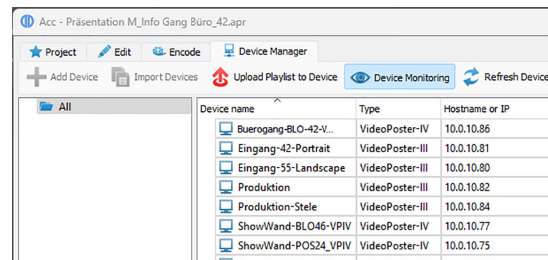 Acc - Präsentation M_Info Gang Büro_42.apr
Project Edit Encode Device Manager
Add Device Import Devices Upload Playlist to Device Device Monitoring Refresh Device
All
Device name Type Hostname or IP
Buerogang-BLO-42-V... VideoPoster-IV 10.0.10.86
Eingang-42-Portrait VideoPoster-III 10.0.10.81
Eingang-55-Landscape VideoPoster-III 10.0.10.80
Produktion VideoPoster-III 10.0.10.82
Produktion-Stele VideoPoster-III 10.0.10.84
ShowWand-BLO46-VPIV VideoPoster-IV 10.0.10.77
ShowWand-POS24_VPIV VideoPoster-IV 10.0.10.75